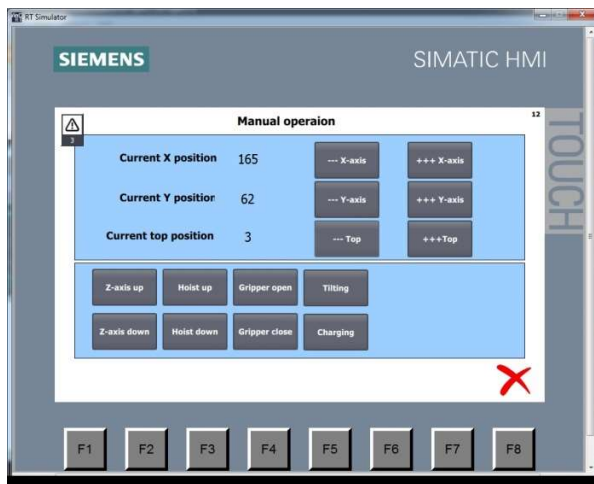 RT Simulator
SIEMENS
SIMATIC HMI
TOUCH
12
3
Manual operaion
Current X position 165 --- X-axis +++ X-axis
Current Y position 62 --- Y-axis +++ Y-axis
Current top position 3 --- Top +++Top
Z-axis up Hoist up Gripper open Tilting
Z-axis down Hoist down Gripper close Charging
F1 F2 F3 F4 F5 F6 F7 F8